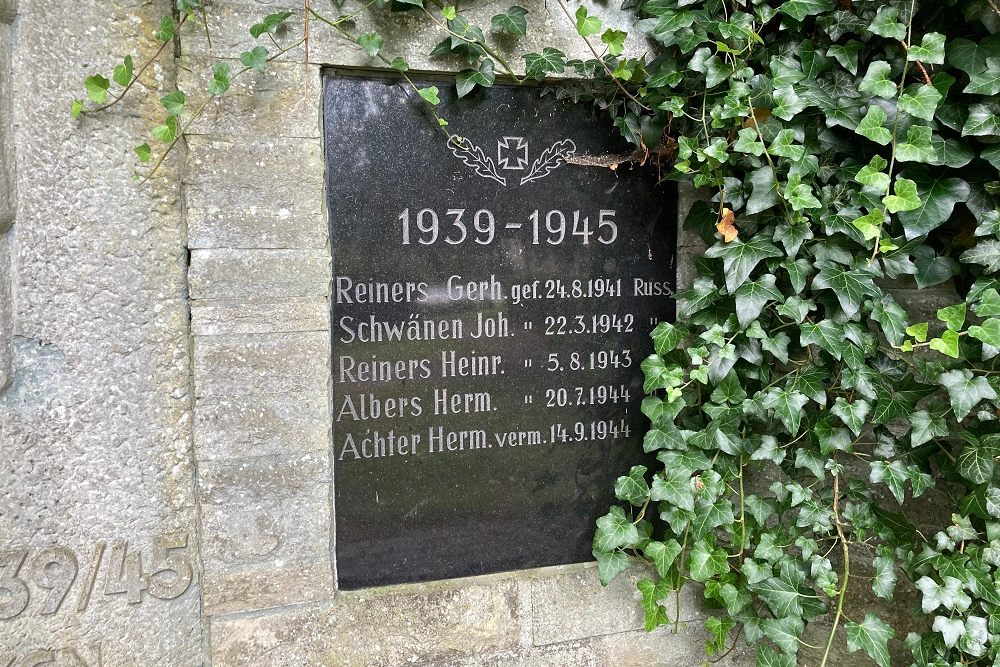 1939-1945
Reiners Gerh. gef. 24.8.1941 Russ.
Schwänen Joh. " 22.3.1942 "
Reiners Heinr. " 5.8.1943
Albers Herm. " 20.7.1944
Achter Herm. verm. 14.9.1944
39/45